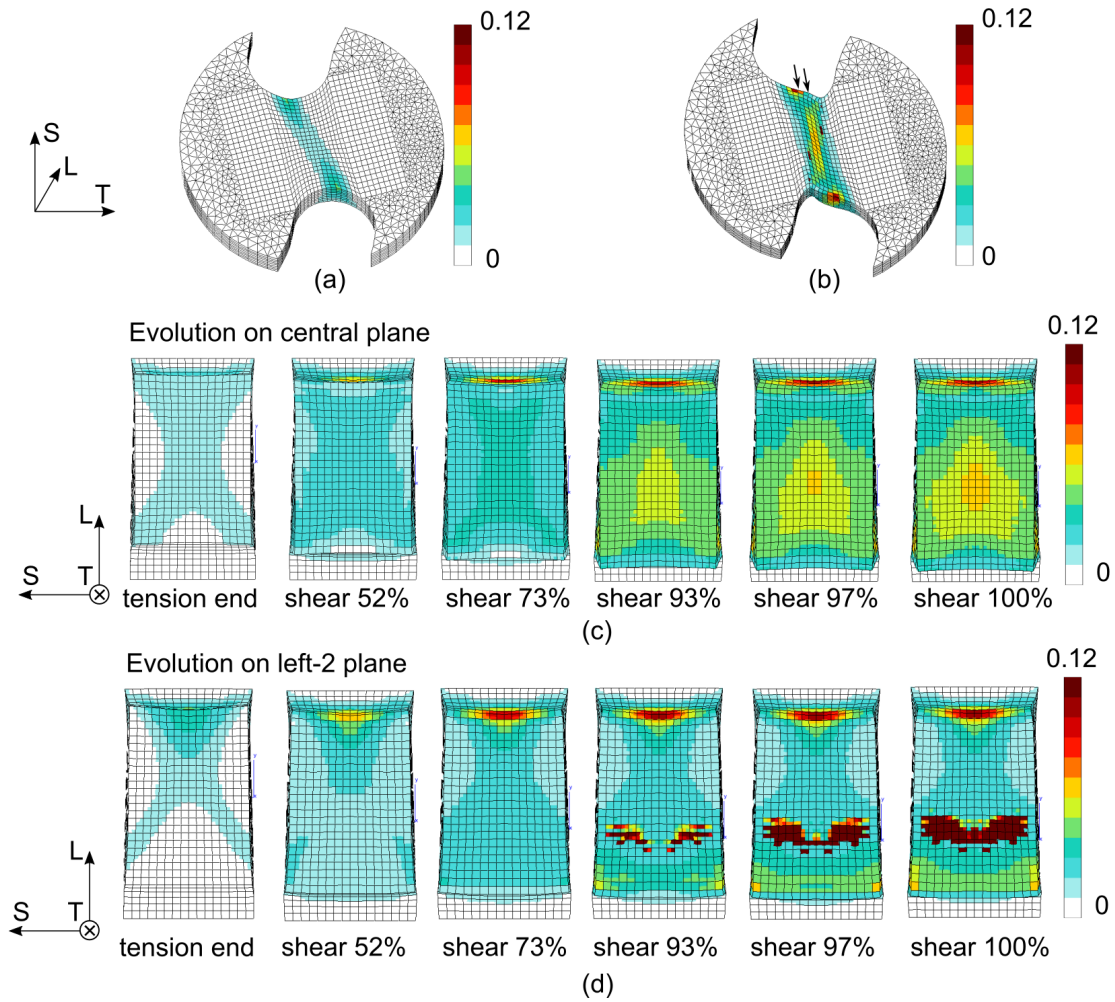 0.12
0.12
S
L
T
0
0
(a)
(b)
Evolution on central plane
0.12
L
S
T
0
tension end
shear 52%
shear 73%
shear 93%
shear 97%
shear 100%
(c)
Evolution on left-2 plane
0.12
L
S
T
0
tension end
shear 52%
shear 73%
shear 93%
shear 97%
shear 100%
(d)